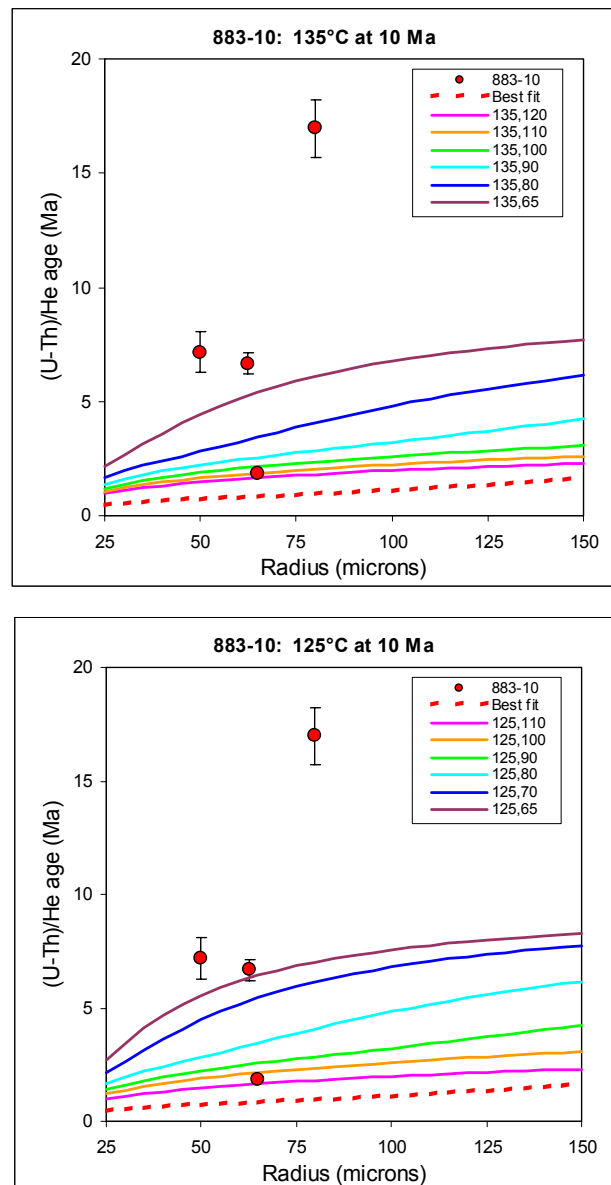 883-10: 135°C at 10 Ma
20
15
10
5
0
(U-Th)/He age (Ma)
883-10
Best fit
135,120
135,110
135,100
135,90
135,80
135,65
25 50 75 100 125 150
Radius (microns)
883-10: 125°C at 10 Ma
20
15
10
5
0
(U-Th)/He age (Ma)
883-10
Best fit
125,110
125,100
125,90
125,80
125,70
125,65
25 50 75 100 125 150
Radius (microns)